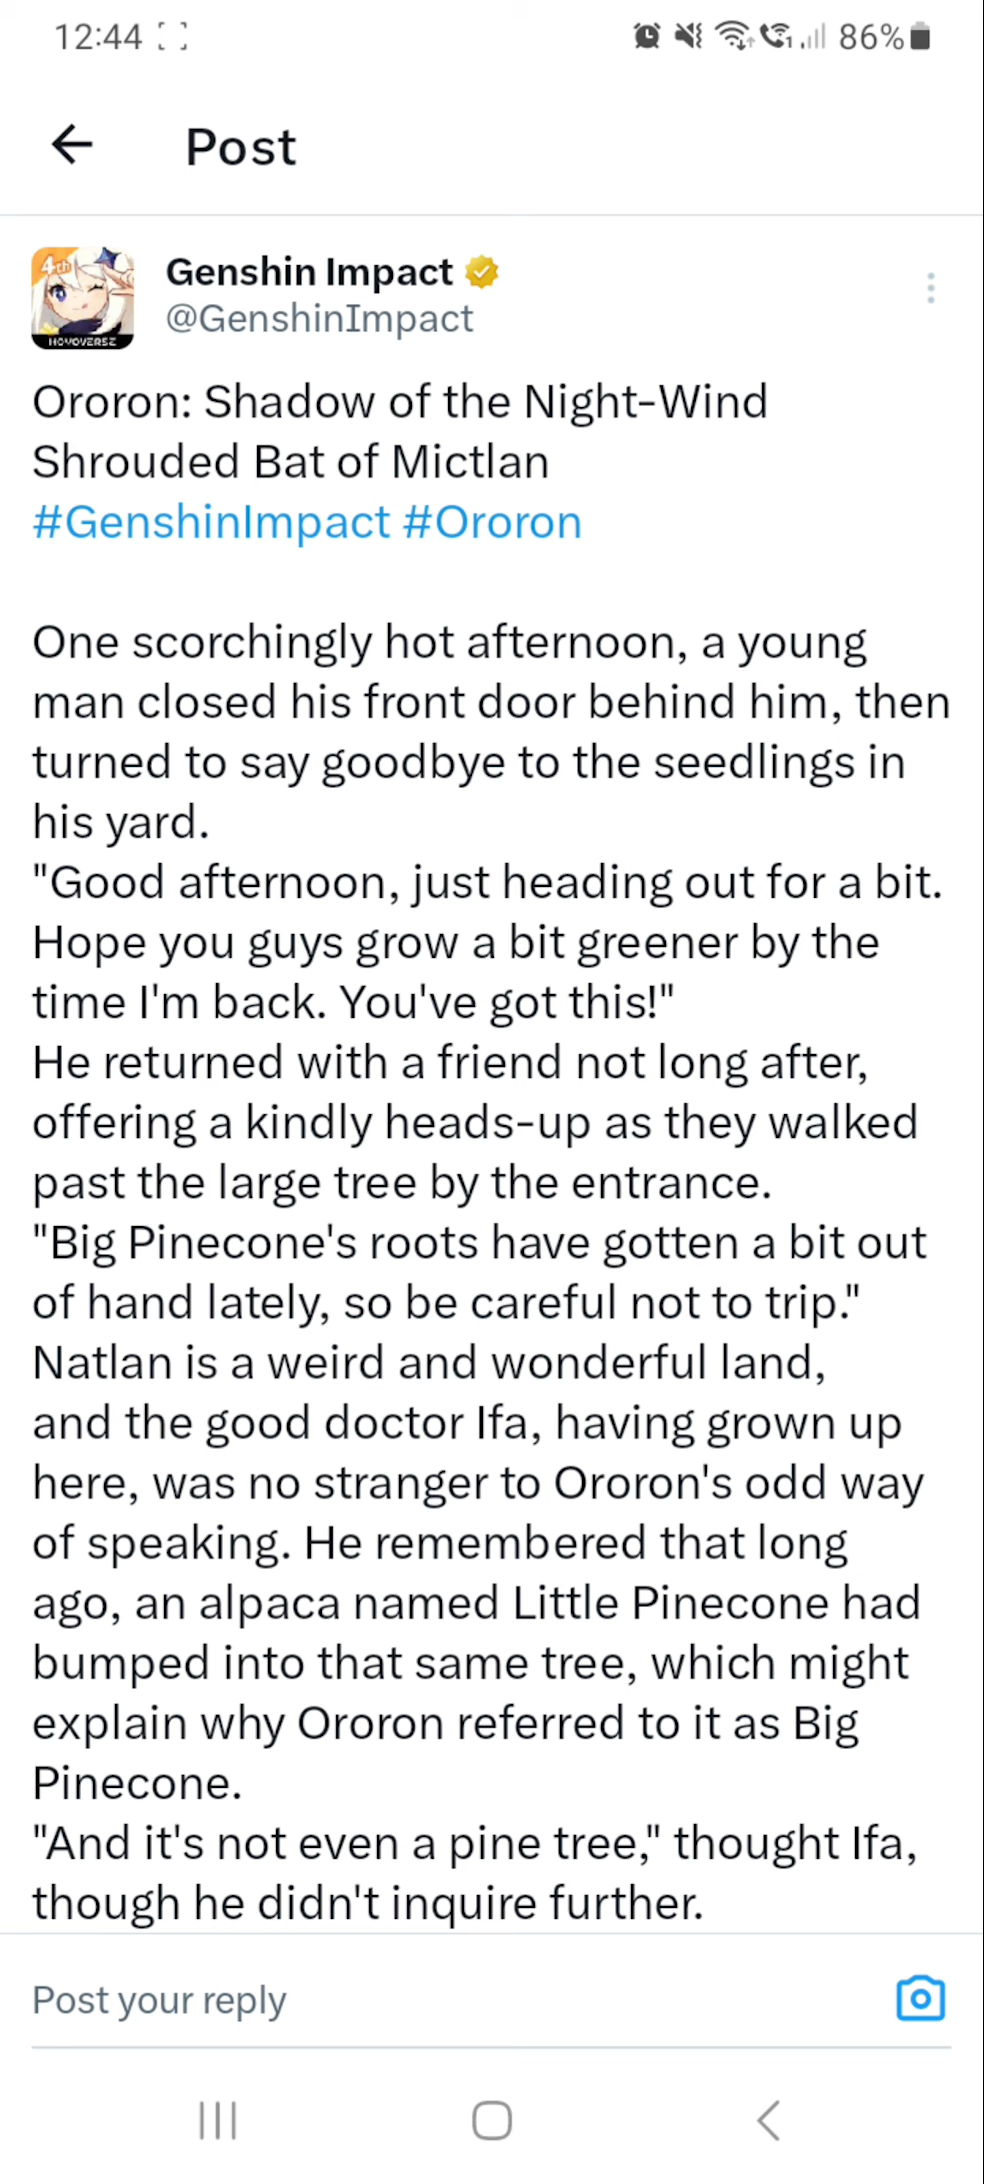 12:44
86%
Post
4th
HOYOVERSE
Genshin Impact
@GenshinImpact
Ororon: Shadow of the Night-Wind
Shrouded Bat of Mictlan
#GenshinImpact #Ororon
One scorchingly hot afternoon, a young
man closed his front door behind him, then
turned to say goodbye to the seedlings in
his yard.
"Good afternoon, just heading out for a bit.
Hope you guys grow a bit greener by the
time I'm back. You've got this!"
He returned with a friend not long after,
offering a kindly heads-up as they walked
past the large tree by the entrance.
"Big Pinecone's roots have gotten a bit out
of hand lately, so be careful not to trip."
Natlan is a weird and wonderful land,
and the good doctor Ifa, having grown up
here, was no stranger to Ororon's odd way
of speaking. He remembered that long
ago, an alpaca named Little Pinecone had
bumped into that same tree, which might
explain why Ororon referred to it as Big
Pinecone.
"And it's not even a pine tree," thought Ifa,
though he didn't inquire further.
Post your reply